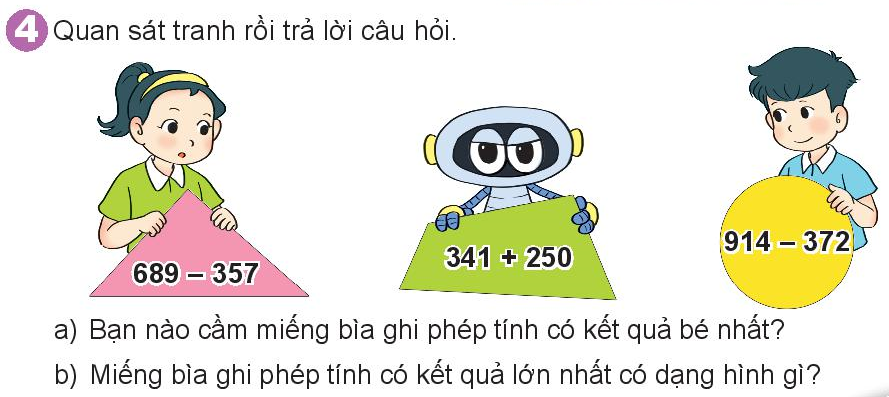 4 Quan sát tranh rồi trả lời câu hỏi.
689 – 357
341 + 250
914 – 372
a) Bạn nào cầm miếng bìa ghi phép tính có kết quả bé nhất?
b) Miếng bìa ghi phép tính có kết quả lớn nhất có dạng hình gì?